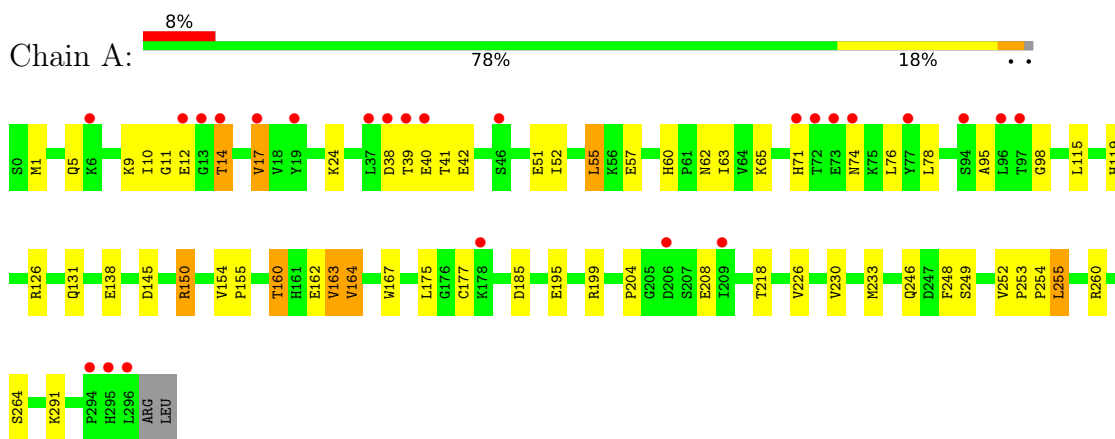 8%
Chain A:
78% 18% • •
S0 M1 Q5 K6 K9 I10 G11 E12 G13 T14 V17 V18 Y19 K24 L37 D38 T39 E40 T41 E42 S46 E51 I52 L55 K56 E57 H60 P61 N62 I63 V64 K65 H71 T72 E73 N74 K75 L76 Y77 L78 S94 A95 L96 T97 G98 L115 H119
R126 Q131 E138 D145 R150 V154 P155 T160 H161 E162 V163 V164 W167 L175 G176 C177 K178 D185 E195 R199 P204 G205 D206 S207 E208 I209 T218 V226 V230 M233 Q246 D247 F248 S249 V252 P253 P254 L255 R260
S264 K291 P294 H295 L296 ARG LEU